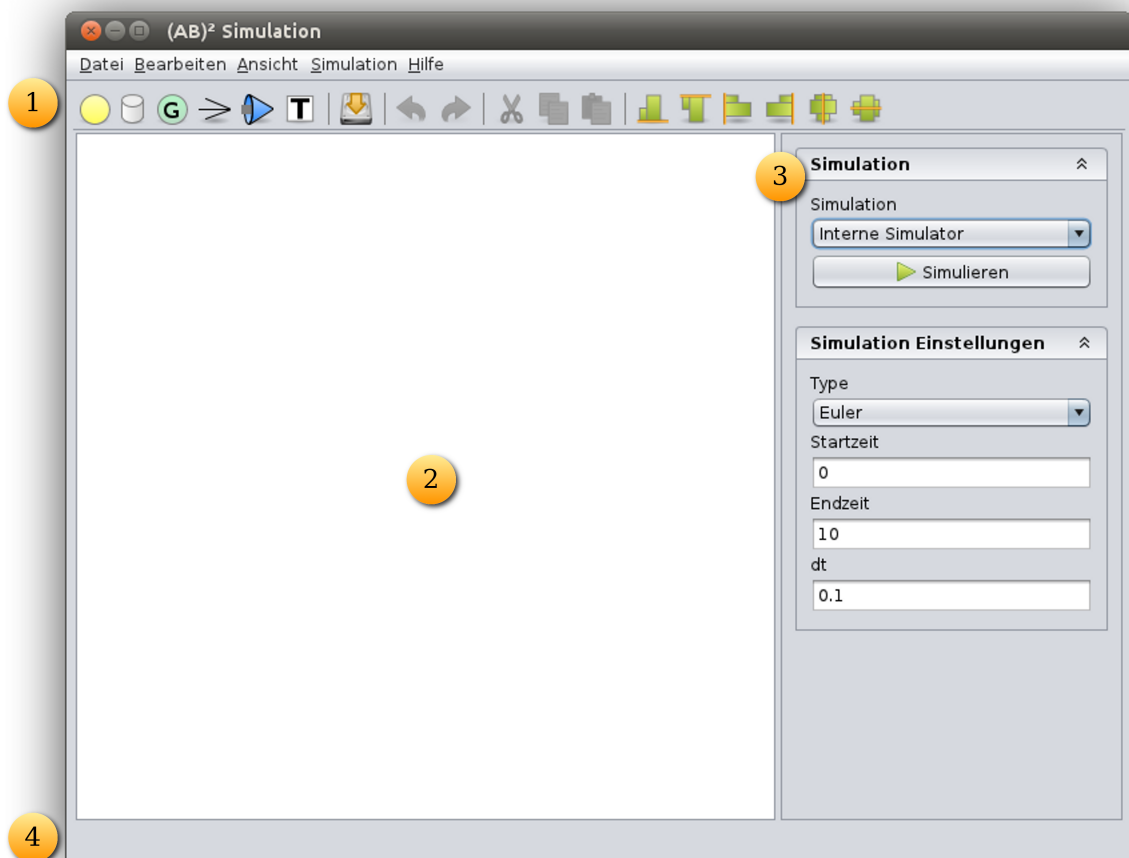 (AB)² Simulation
Datei Bearbeiten Ansicht Simulation Hilfe
1
G T
3
Simulation
Simulation
Interne Simulator
Simulieren
Simulation Einstellungen
Type
Euler
Startzeit
0
Endzeit
10
dt
0.1
2
4